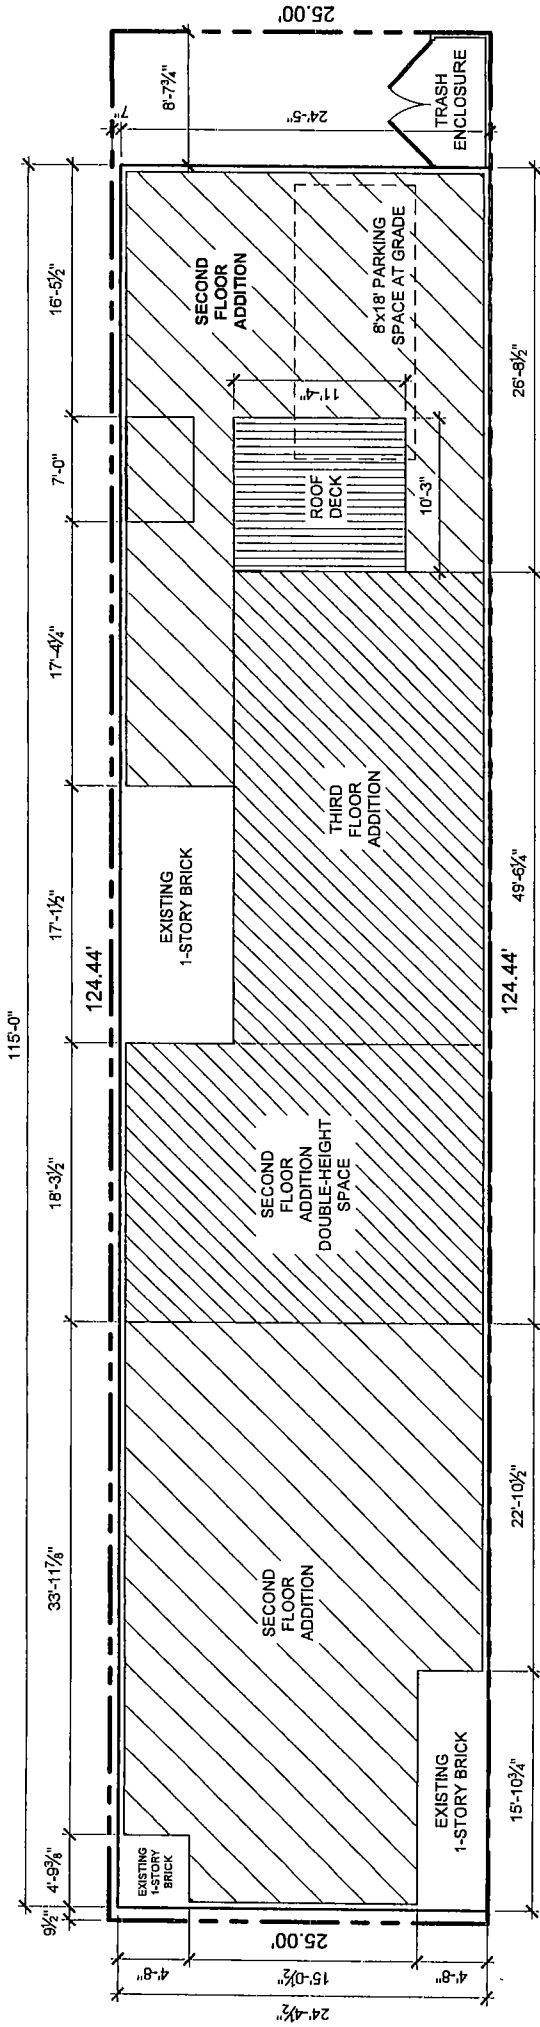 115'-0"
9½"
4'-9⅜"
33'-11⅞"
18'-3½"
17'-1½"
17'-4¼"
7'-0"
16'-5½"
8'-7¾"
7"
124.44'
25.00'
24'-5"
TRASH
ENCLOSURE
SECOND
FLOOR
ADDITION
8'x18' PARKING
SPACE AT GRADE
11'-4"
ROOF
DECK
10'-3"
THIRD
FLOOR
ADDITION
EXISTING
1-STORY BRICK
SECOND
FLOOR
ADDITION
DOUBLE-HEIGHT
SPACE
SECOND
FLOOR
ADDITION
EXISTING
1-STORY
BRICK
EXISTING
1-STORY BRICK
25.00'
4'-8"
15'-0½"
4'-8"
24'-4½"
124.44'
15'-10¾"
22'-10½"
49'-6¼"
26'-8½"